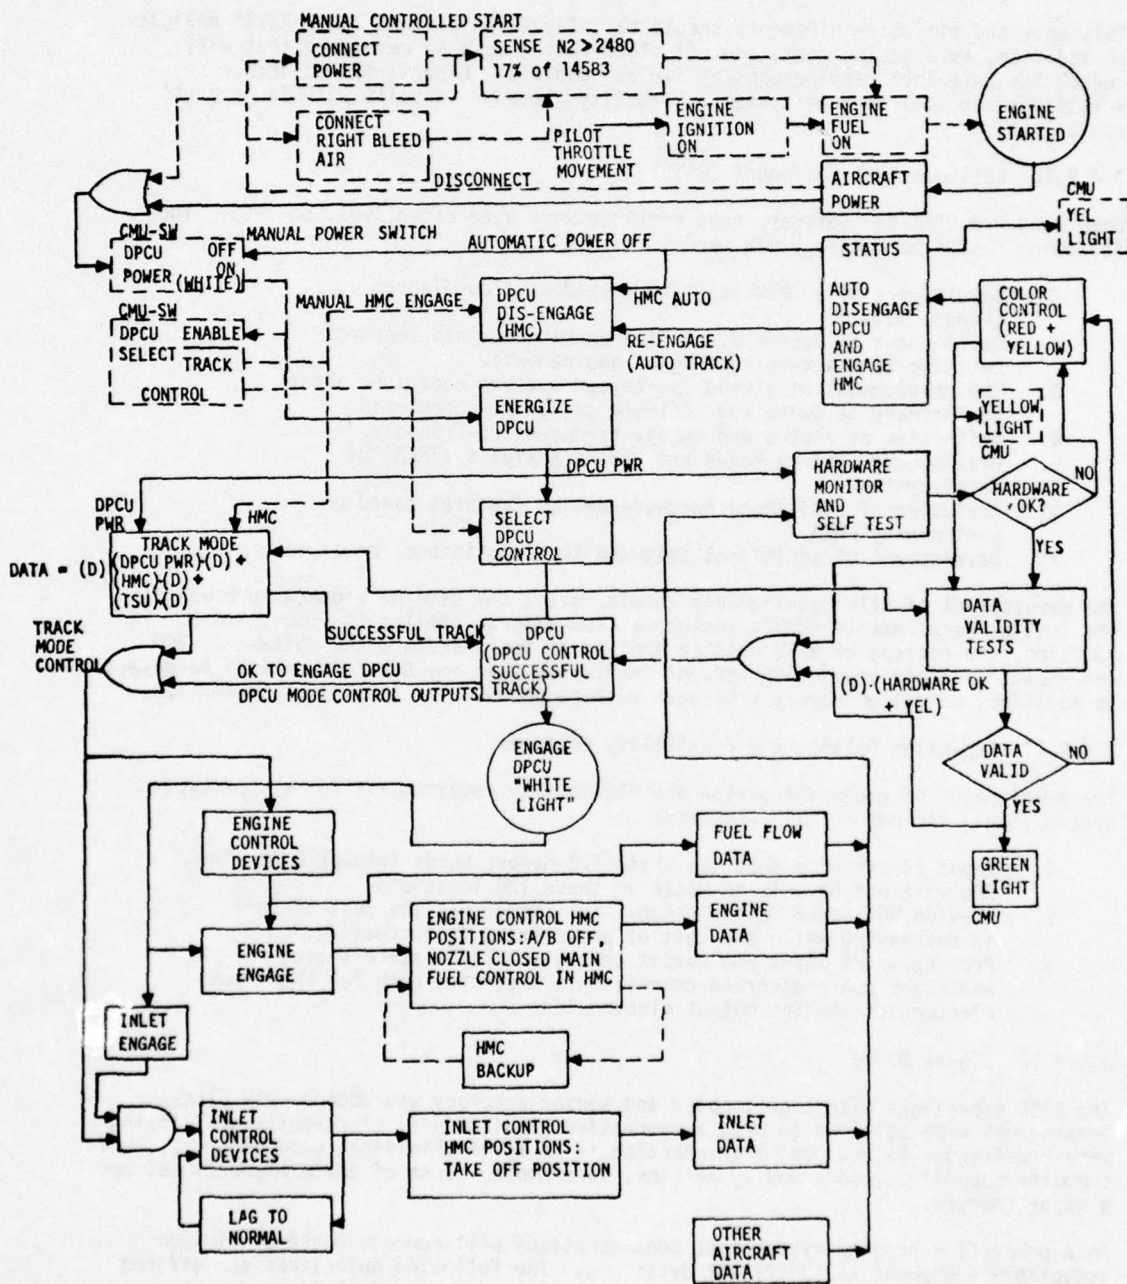 MANUAL CONTROLLED START
CONNECT
POWER
SENSE N2 > 2480
17% of 14583
CONNECT
RIGHT BLEED
AIR
PILOT
THROTTLE
MOVEMENT
ENGINE
IGNITION
ON
ENGINE
FUEL
ON
ENGINE
STARTED
DISCONNECT
AIRCRAFT
POWER
CMU
YEL
LIGHT
CMU-SW
DPCU
POWER
OFF
ON
(WHITE)
MANUAL POWER SWITCH
AUTOMATIC POWER OFF
STATUS
AUTO
DISENGAGE
DPCU
AND
ENGAGE
HMC
MANUAL HMC ENGAGE
DPCU
DIS-ENGAGE
(HMC)
HMC AUTO
RE-ENGAGE
(AUTO TRACK)
COLOR
CONTROL
(RED +
YELLOW)
CMU-SW
DPCU ENABLE
SELECT
TRACK
CONTROL
ENERGIZE
DPCU
YELLOW
LIGHT
CMU
DPCU PWR
HARDWARE
MONITOR
AND
SELF TEST
HARDWARE
OK?
NO
YES
DPCU
PWR
HMC
SELECT
DPCU
CONTROL
DATA = (D)
TRACK MODE
(DPCU PWR)·(D) +
(HMC)·(D) +
(TSU)·(D)
DATA
VALIDITY
TESTS
TRACK
MODE
CONTROL
SUCCESSFUL TRACK
DPCU
(DPCU CONTROL
SUCCESSFUL
TRACK)
OK TO ENGAGE DPCU
DPCU MODE CONTROL OUTPUTS
(D)·(HARDWARE OK
+ YEL)
DATA
VALID
NO
YES
ENGAGE
DPCU
"WHITE
LIGHT"
GREEN
LIGHT
CMU
ENGINE
CONTROL
DEVICES
FUEL FLOW
DATA
ENGINE
ENGAGE
ENGINE CONTROL HMC
POSITIONS: A/B OFF,
NOZZLE CLOSED MAIN
FUEL CONTROL IN HMC
ENGINE
DATA
INLET
ENGAGE
HMC
BACKUP
INLET
CONTROL
DEVICES
INLET CONTROL
HMC POSITIONS:
TAKE OFF POSITION
INLET
DATA
LAG TO
NORMAL
OTHER
AIRCRAFT
DATA